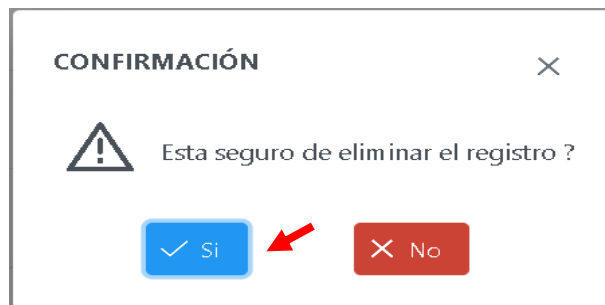 CONFIRMACIÓN
Esta seguro de eliminar el registro ?
Si
No